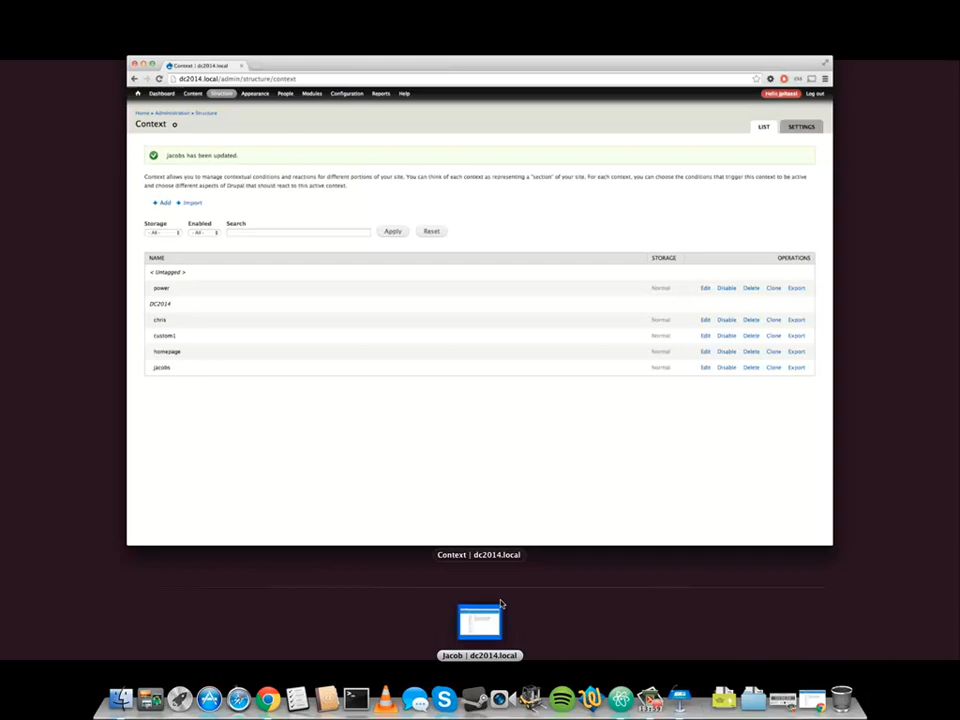 Context | dc2014.local
dc2014.local/admin/structure/context
Dashboard Content Structure Appearance People Modules Configuration Reports Help Hello jpitassi Log out
Home » Administration » Structure
Context
LIST SETTINGS
jacobs has been updated.
Context allows you to manage contextual conditions and reactions for different portions of your site. You can think of each context as representing a "section" of your site. For each context, you can choose the conditions that trigger this context to be active
and choose different aspects of Drupal that should react to this active context.
+ Add + Import
Storage Enabled Search
- All - - All - Apply Reset
NAME STORAGE OPERATIONS
< Untagged >
power Normal Edit Disable Delete Clone Export
DC2014
chris Normal Edit Disable Delete Clone Export
custom1 Normal Edit Disable Delete Clone Export
homepage Normal Edit Disable Delete Clone Export
jacobs Normal Edit Disable Delete Clone Export
Context | dc2014.local
Jacob | dc2014.local